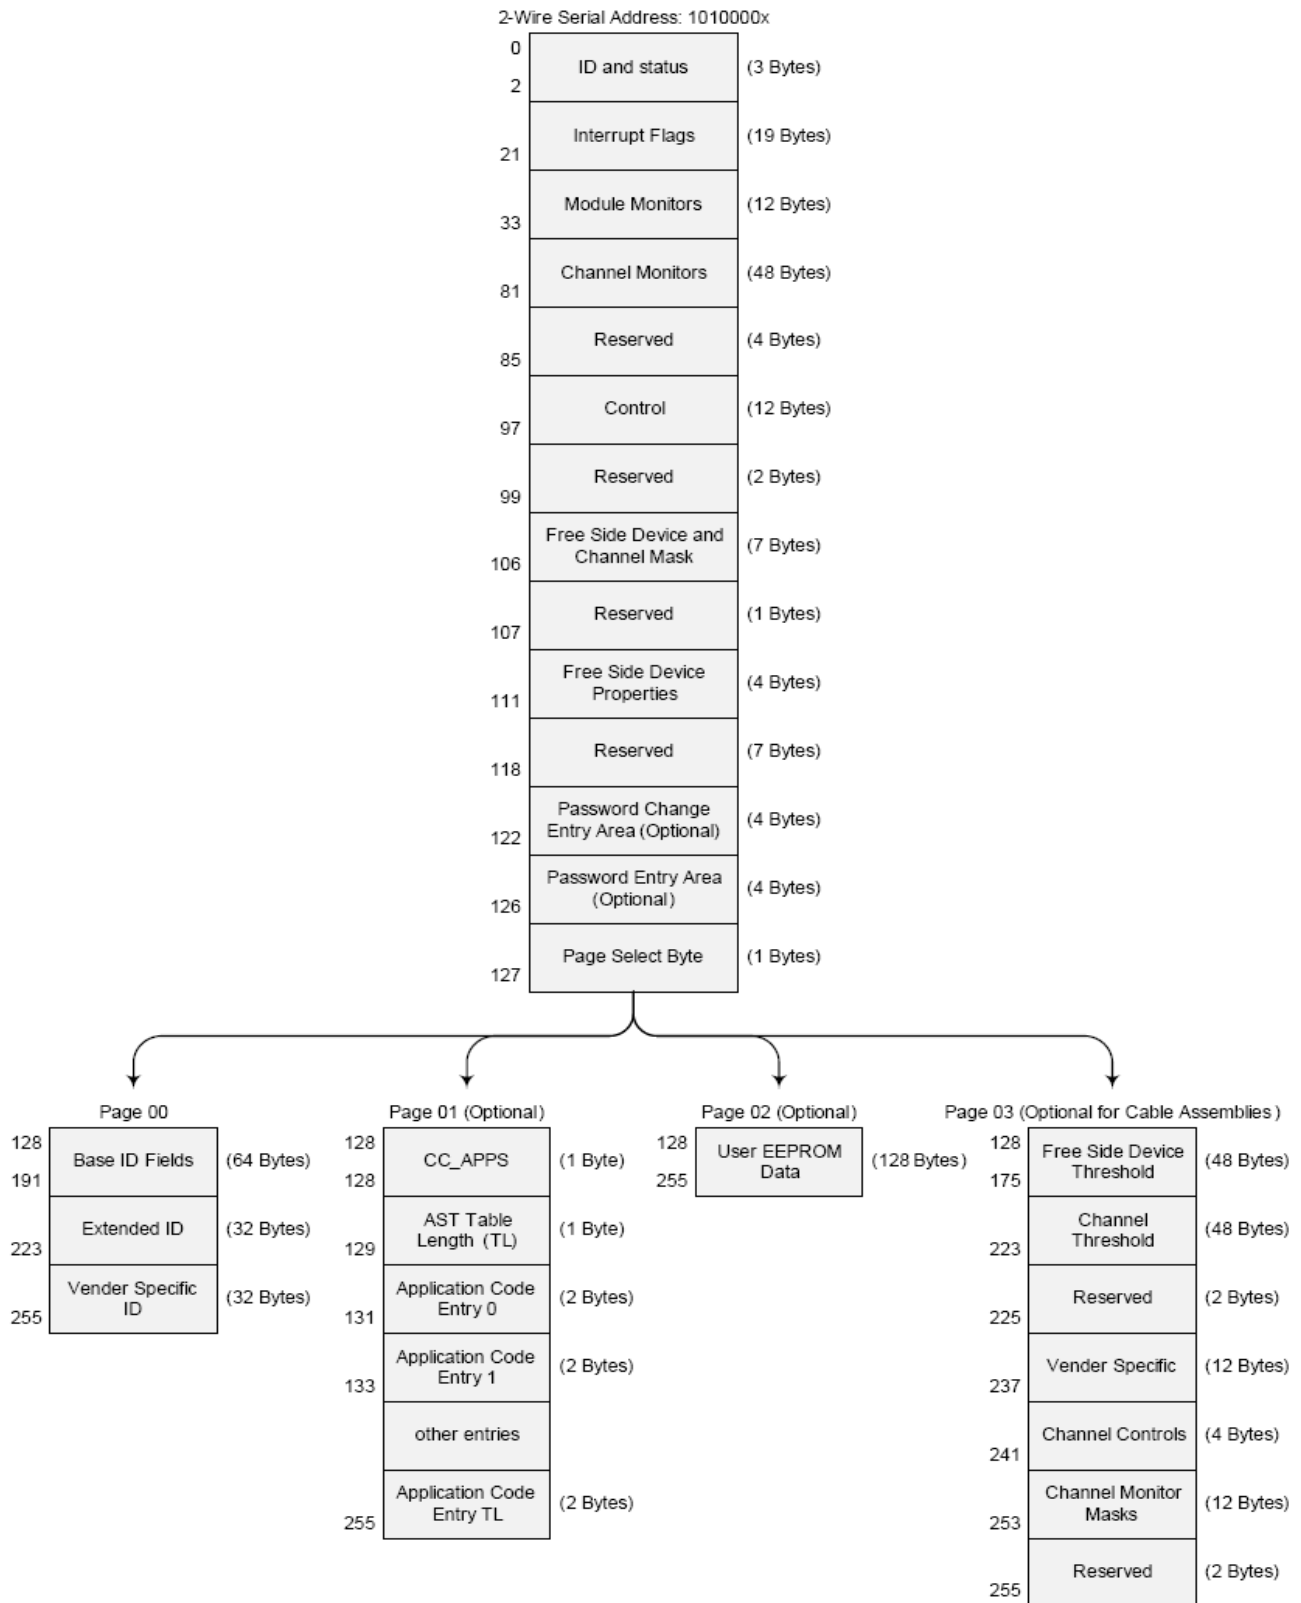 2-Wire Serial Address: 1010000x
0
ID and status
(3 Bytes)
2
Interrupt Flags
(19 Bytes)
21
Module Monitors
(12 Bytes)
33
Channel Monitors
(48 Bytes)
81
Reserved
(4 Bytes)
85
Control
(12 Bytes)
97
Reserved
(2 Bytes)
99
Free Side Device and
Channel Mask
(7 Bytes)
106
Reserved
(1 Bytes)
107
Free Side Device
Properties
(4 Bytes)
111
Reserved
(7 Bytes)
118
Password Change
Entry Area (Optional)
(4 Bytes)
122
Password Entry Area
(Optional)
(4 Bytes)
126
Page Select Byte
(1 Bytes)
127
Page 00
128
Base ID Fields
(64 Bytes)
191
Extended ID
(32 Bytes)
223
Vender Specific
ID
(32 Bytes)
255
Page 01 (Optional)
128
CC_APPS
(1 Byte)
128
AST Table
Length (TL)
(1 Byte)
129
Application Code
Entry 0
(2 Bytes)
131
Application Code
Entry 1
(2 Bytes)
133
other entries
Application Code
Entry TL
(2 Bytes)
255
Page 02 (Optional)
128
User EEPROM
Data
(128 Bytes)
255
Page 03 (Optional for Cable Assemblies)
128
Free Side Device
Threshold
(48 Bytes)
175
Channel
Threshold
(48 Bytes)
223
Reserved
(2 Bytes)
225
Vender Specific
(12 Bytes)
237
Channel Controls
(4 Bytes)
241
Channel Monitor
Masks
(12 Bytes)
253
Reserved
(2 Bytes)
255